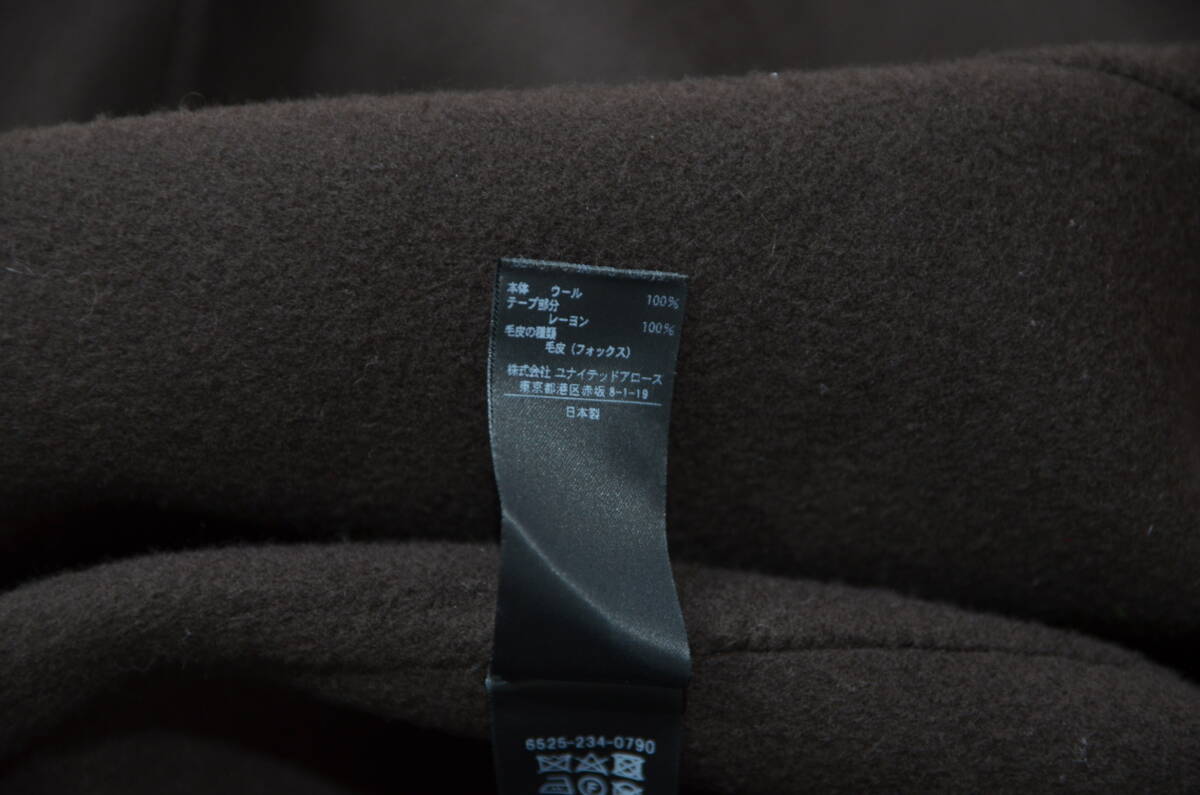 本体 ウール 100%
テープ部分
レーヨン 100%
毛皮の種類
毛皮(フォックス)
株式会社 ユナイテッドアローズ
東京都港区赤坂 8-1-19
日本製
6525-234-0790
F